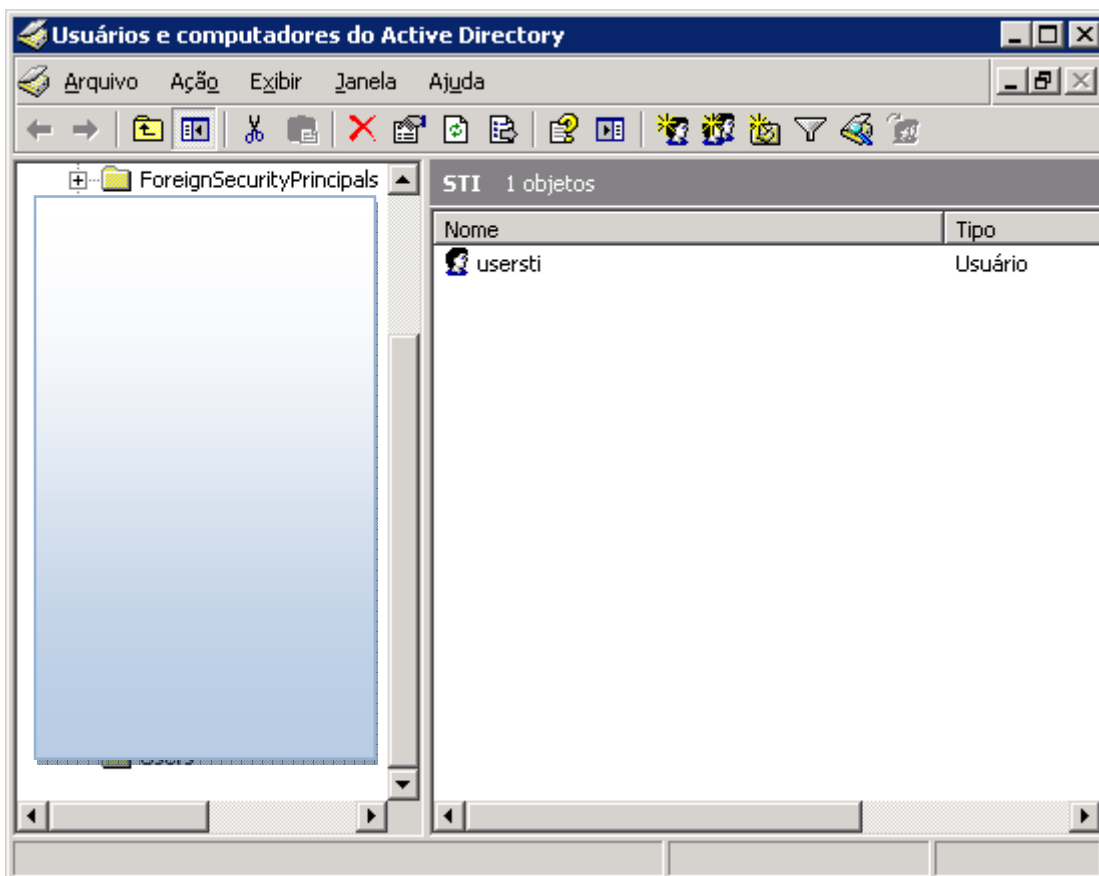 Usuários e computadores do Active Directory
Arquivo Ação Exibir Janela Ajuda
ForeignSecurityPrincipals
STI 1 objetos
Nome Tipo
usersti Usuário